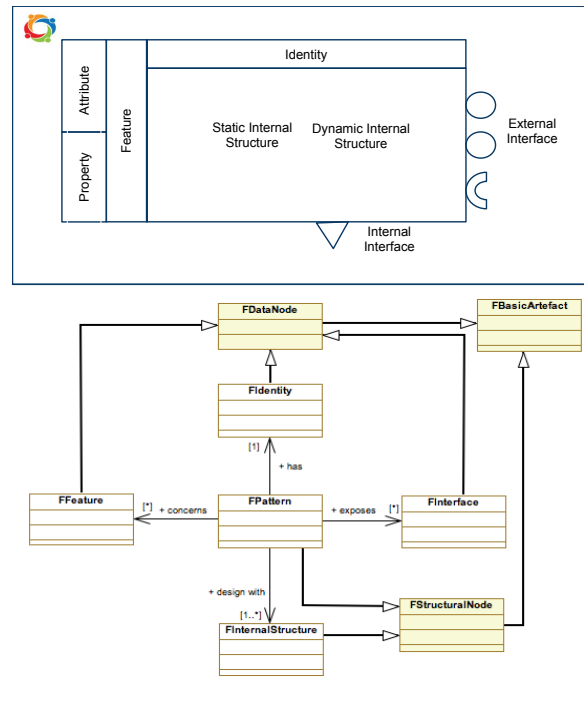 Identity
Attribute
Property
Feature
Static Internal
Structure
Dynamic Internal
Structure
External
Interface
Internal
Interface
FDataNode
FBasicArtefact
FIdentity
[1]
+ has
FFeature
[*]
+ concerns
FPattern
+ exposes
[*]
FInterface
+ design with
[1..*]
FInternalStructure
FStructuralNode